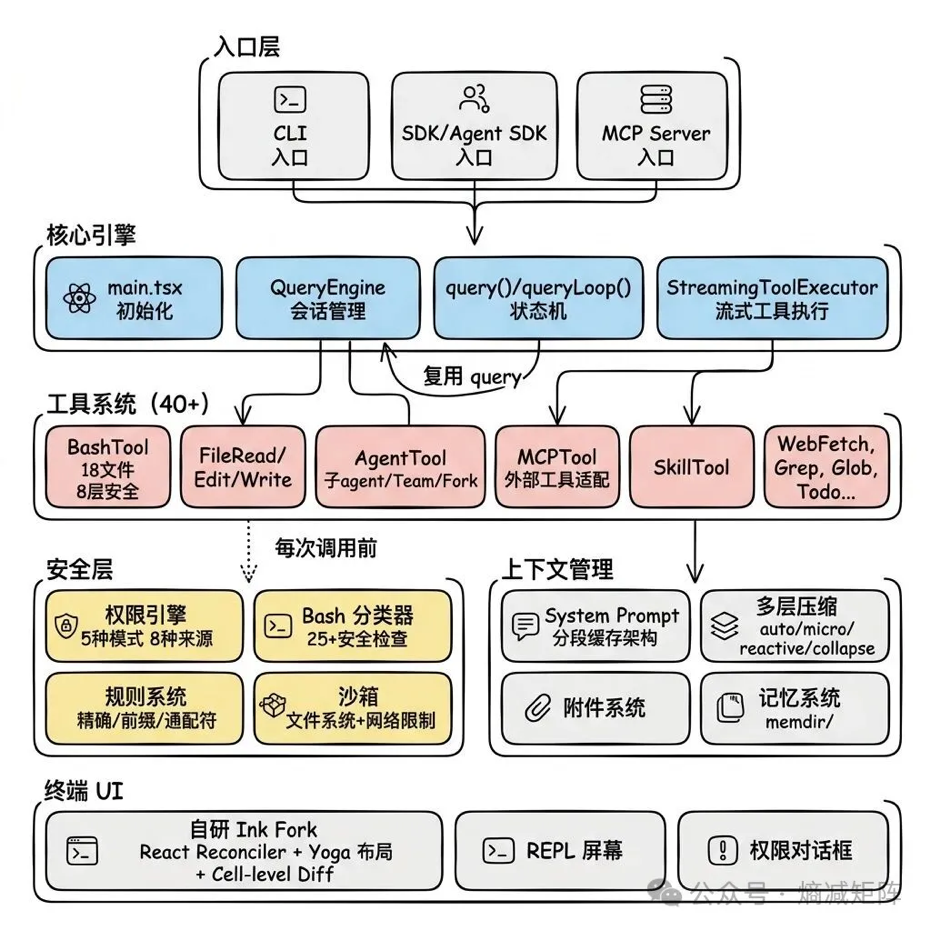 入口层
CLI
入口
SDK/Agent SDK
入口
MCP Server
入口
核心引擎
main.tsx
初始化
QueryEngine
会话管理
query()/queryLoop()
状态机
StreamingToolExecutor
流式工具执行
复用 query
工具系统（40+）
BashTool
18文件
8层安全
FileRead/
Edit/Write
AgentTool
子agent/Team/Fork
MCPTool
外部工具适配
SkillTool
WebFetch,
Grep, Glob,
Todo...
每次调用前
安全层
权限引擎
5种模式 8种来源
Bash 分类器
25+安全检查
规则系统
精确/前缀/通配符
沙箱
文件系统+网络限制
上下文管理
System Prompt
分段缓存架构
多层压缩
auto/micro/
reactive/collapse
附件系统
记忆系统
memdir/
终端 UI
自研 Ink Fork
React Reconciler + Yoga 布局
+ Cell-level Diff
REPL 屏幕
权限对话框
公众号 · 熵减矩阵